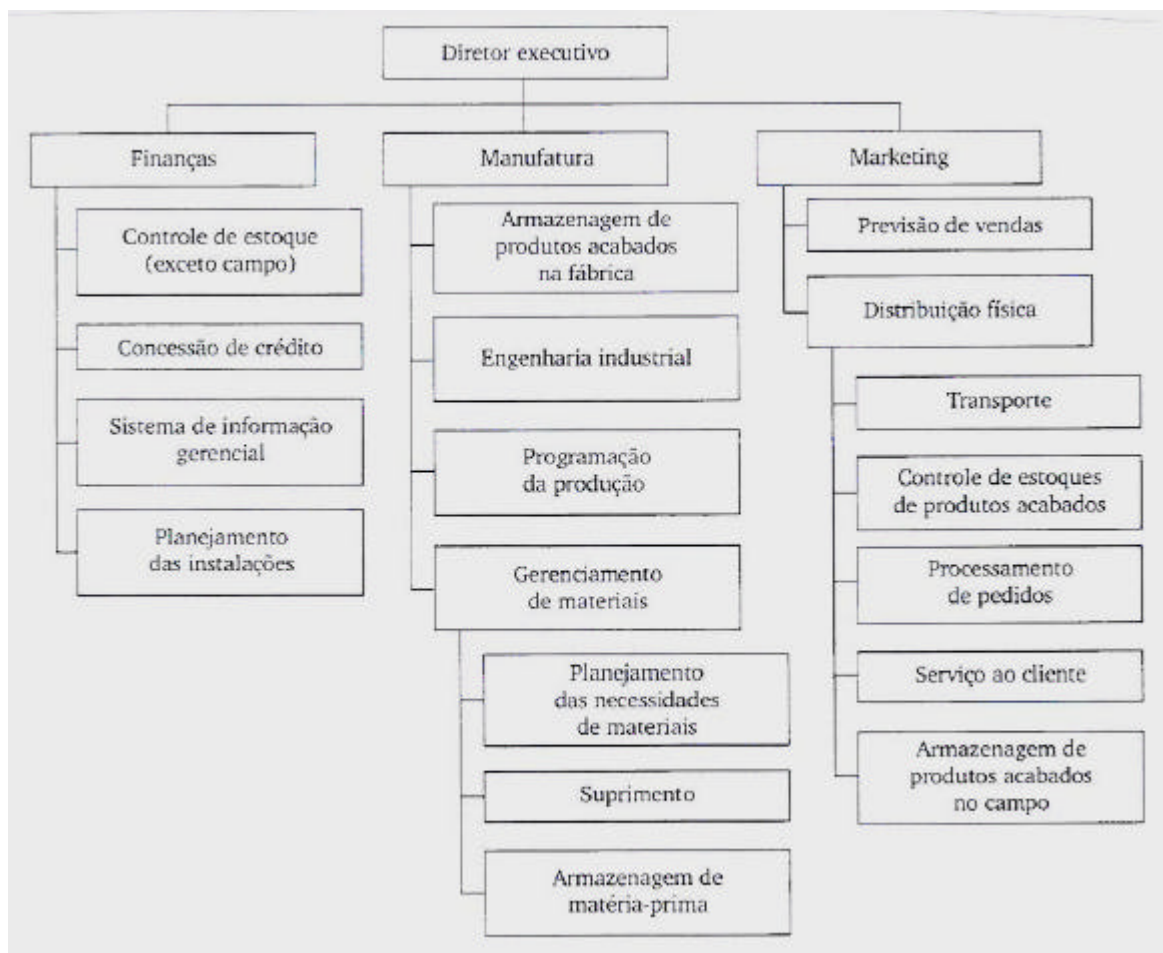 Diretor executivo
Finanças
Controle de estoque
(exceto campo)
Concessão de crédito
Sistema de informação
gerencial
Planejamento
das instalações
Manufatura
Armazenagem de
produtos acabados
na fábrica
Engenharia industrial
Programação
da produção
Gerenciamento
de materiais
Planejamento
das necessidades
de materiais
Suprimento
Armazenagem de
matéria-prima
Marketing
Previsão de vendas
Distribuição física
Transporte
Controle de estoques
de produtos acabados
Processamento
de pedidos
Serviço ao cliente
Armazenagem de
produtos acabados
no campo